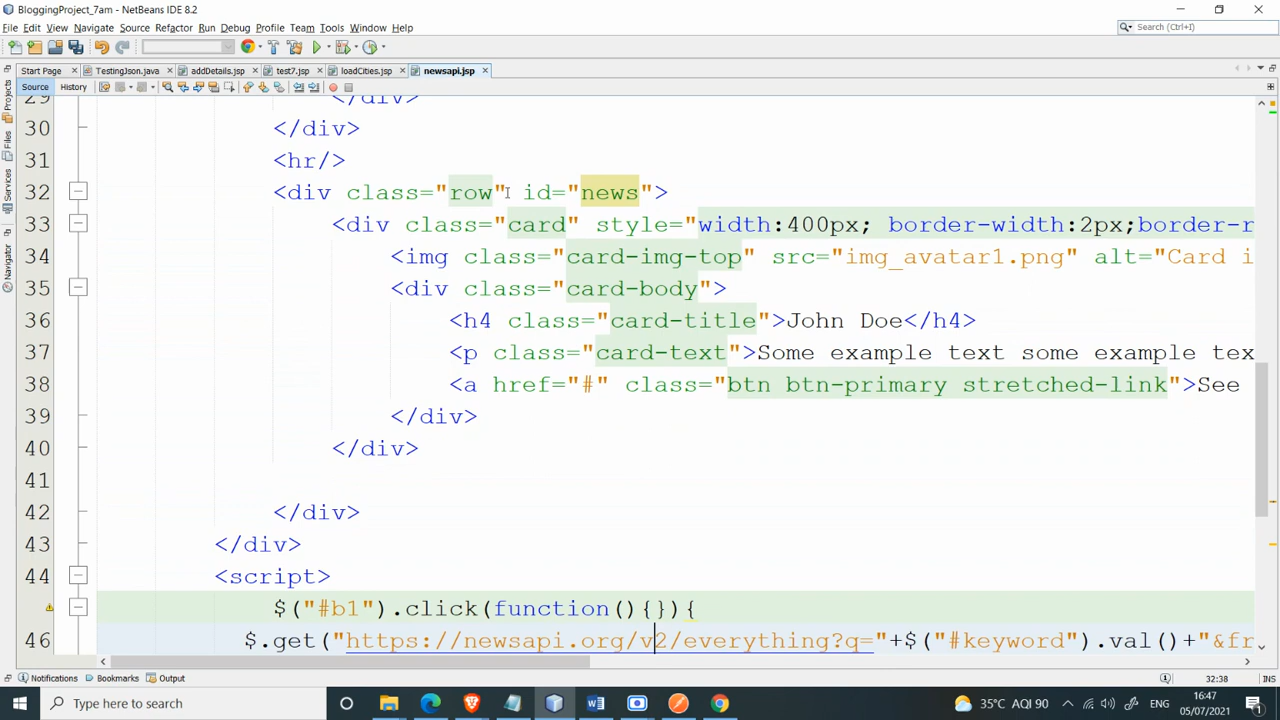 BloggingProject_7am - NetBeans IDE 8.2
File Edit View Navigate Source Refactor Run Debug Profile Team Tools Window Help
Search (Ctrl+I)
Start Page TestingJson.java addDetails.jsp test7.jsp loadCities.jsp newsapi.jsp
Source History
Projects
Files
Services
Navigator
29 </div>
30 </div>
31 <hr/>
32 <div class="row" id="news">
33 <div class="card" style="width:400px; border-width:2px;border-r
34 <img class="card-img-top" src="img_avatar1.png" alt="Card i
35 <div class="card-body">
36 <h4 class="card-title">John Doe</h4>
37 <p class="card-text">Some example text some example tex
38 <a href="#" class="btn btn-primary stretched-link">See
39 </div>
40 </div>
41
42 </div>
43 </div>
44 <script>
$("#b1").click(function(){}){
46 $.get("https://newsapi.org/v2/everything?q="+$("#keyword").val()+"&fr
Notifications Bookmarks Output
32:38 INS
Type here to search
35°C AQI 90
ENG
16:47
05/07/2021
1